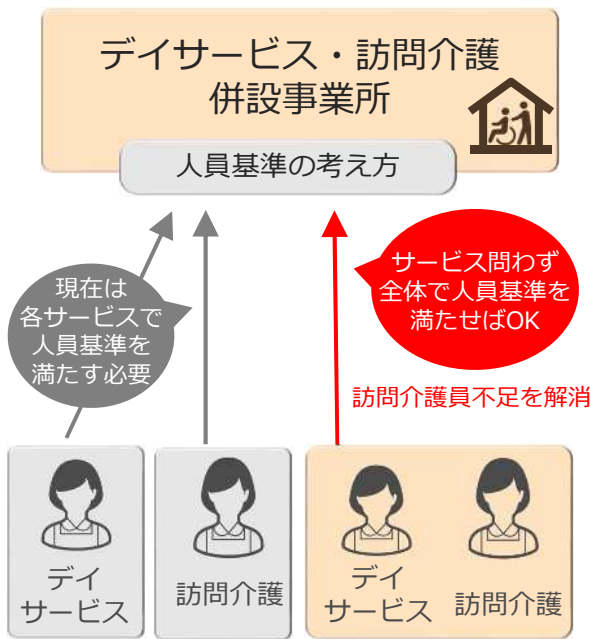 デイサービス・訪問介護
併設事業所
人員基準の考え方
現在は
各サービスで
人員基準を
満たす必要
サービス問わず
全体で人員基準を
満たせばOK
訪問介護員不足を解消
デイ
サービス
訪問介護
デイ
サービス
訪問介護